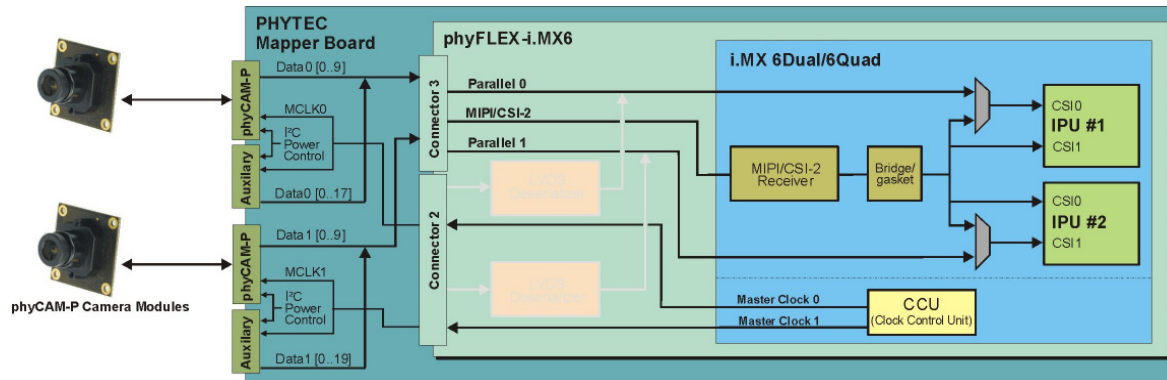 PHYTEC
Mapper Board
phyFLEX-i.MX6
i.MX 6Dual/6Quad
phyCAM-P
Data0 [0..9]
MCLK0
I²C
Power
Control
Auxilary
Data0 [0..17]
Connector 3
Parallel 0
MIPI/CSI-2
Parallel 1
MIPI/CSI-2
Receiver
Bridge/
gasket
CSI0
IPU #1
CSI1
CSI0
IPU #2
CSI1
Connector 2
phyCAM-P
Data1 [0..9]
MCLK1
I²C
Power
Control
Auxilary
Data1 [0..19]
phyCAM-P Camera Modules
Master Clock 0
Master Clock 1
CCU
(Clock Control Unit)